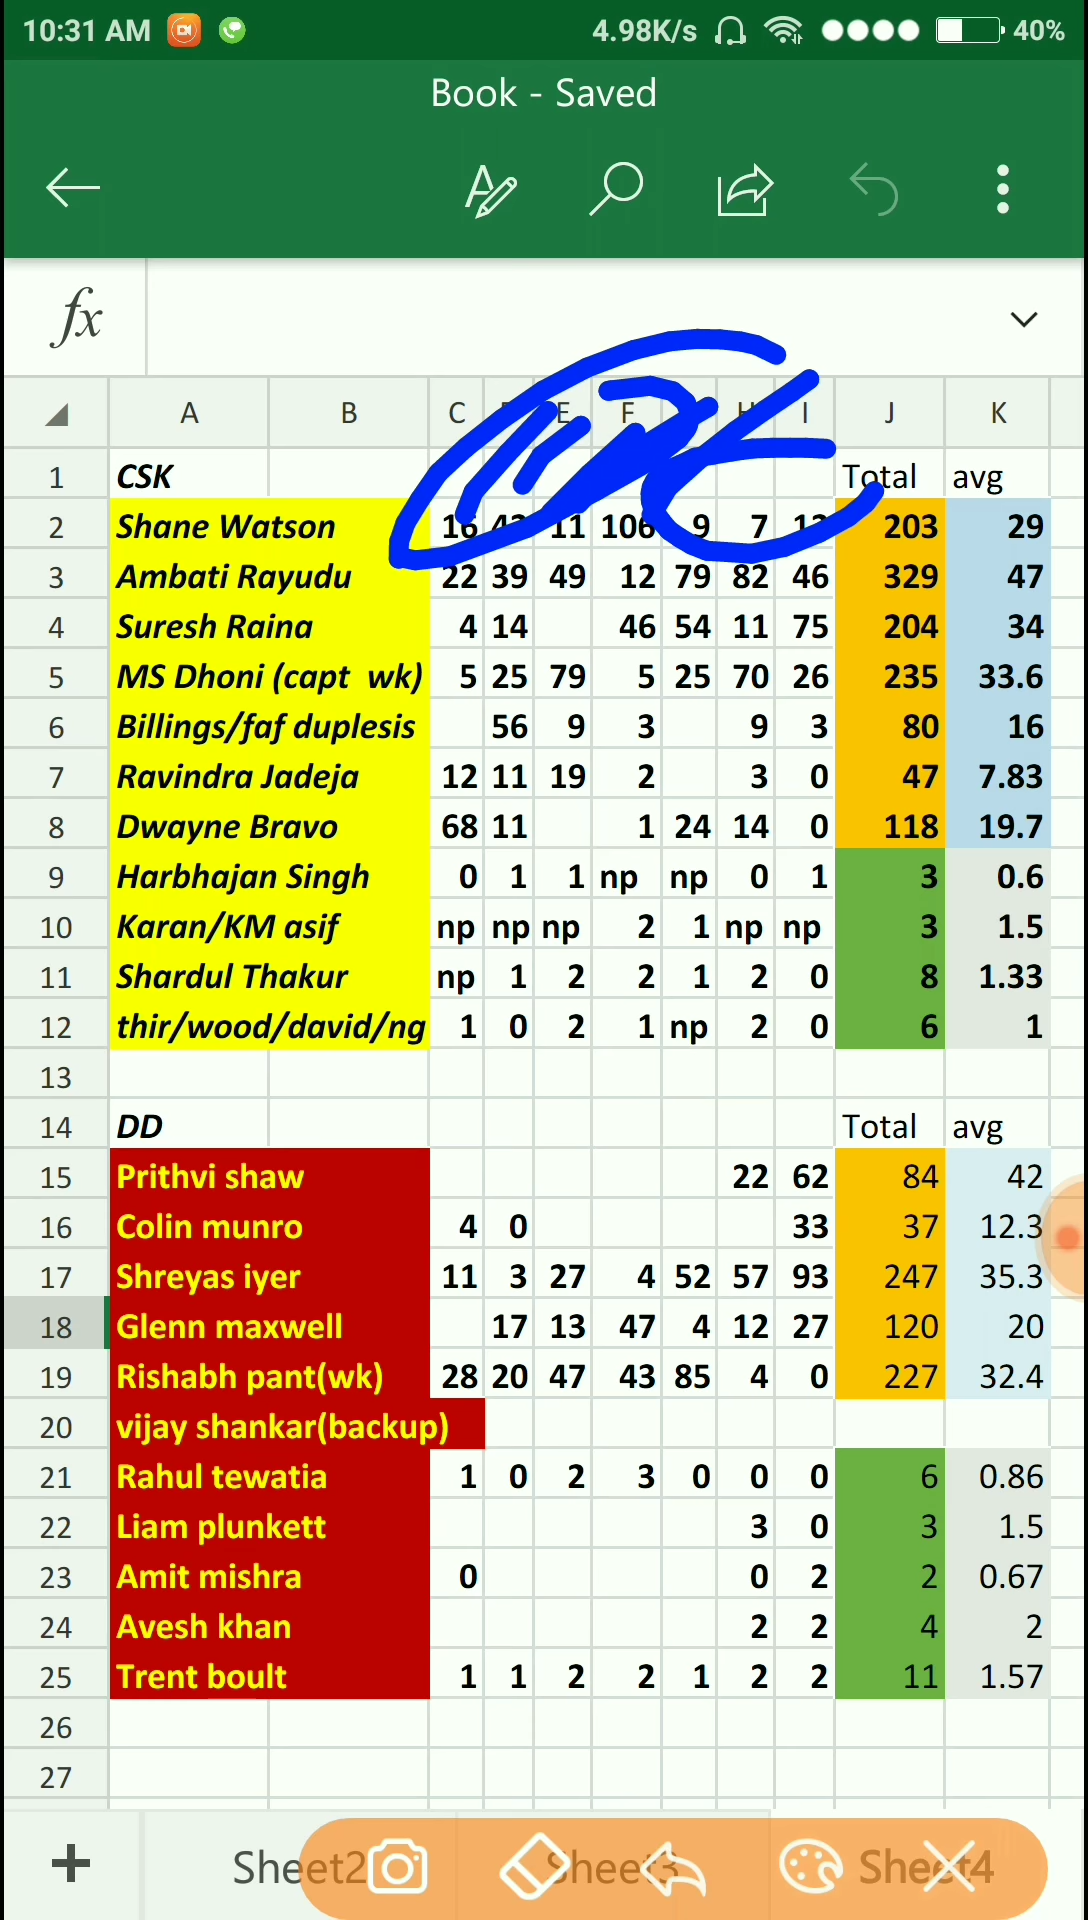 10:31 AM 4.98K/s 40%
Book - Saved
fx
A B C E F H I J K
1 CSK Total avg
2 Shane Watson 16 11 106 9 7 203 29
3 Ambati Rayudu 22 39 49 12 79 82 46 329 47
4 Suresh Raina 4 14 46 54 11 75 204 34
5 MS Dhoni (capt wk) 5 25 79 5 25 70 26 235 33.6
6 Billings/faf duplesis 56 9 3 9 3 80 16
7 Ravindra Jadeja 12 11 19 2 3 0 47 7.83
8 Dwayne Bravo 68 11 1 24 14 0 118 19.7
9 Harbhajan Singh 0 1 1 np np 0 1 3 0.6
10 Karan/KM asif np np np 2 1 np np 3 1.5
11 Shardul Thakur np 1 2 2 1 2 0 8 1.33
12 thir/wood/david/ng 1 0 2 1 np 2 0 6 1
13
14 DD Total avg
15 Prithvi shaw 22 62 84 42
16 Colin munro 4 0 33 37 12.3
17 Shreyas iyer 11 3 27 4 52 57 93 247 35.3
18 Glenn maxwell 17 13 47 4 12 27 120 20
19 Rishabh pant(wk) 28 20 47 43 85 4 0 227 32.4
20 vijay shankar(backup)
21 Rahul tewatia 1 0 2 3 0 0 0 6 0.86
22 Liam plunkett 3 0 3 1.5
23 Amit mishra 0 0 2 2 0.67
24 Avesh khan 2 2 4 2
25 Trent boult 1 1 2 2 1 2 2 11 1.57
26
27
+ Sheet2 Sheet3 Sheet4